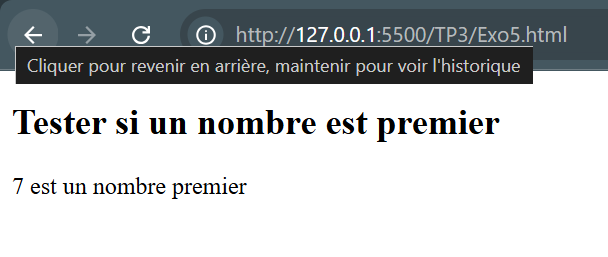 http://127.0.0.1:5500/TP3/Exo5.html
Cliquer pour revenir en arrière, maintenir pour voir l'historique
Tester si un nombre est premier
7 est un nombre premier